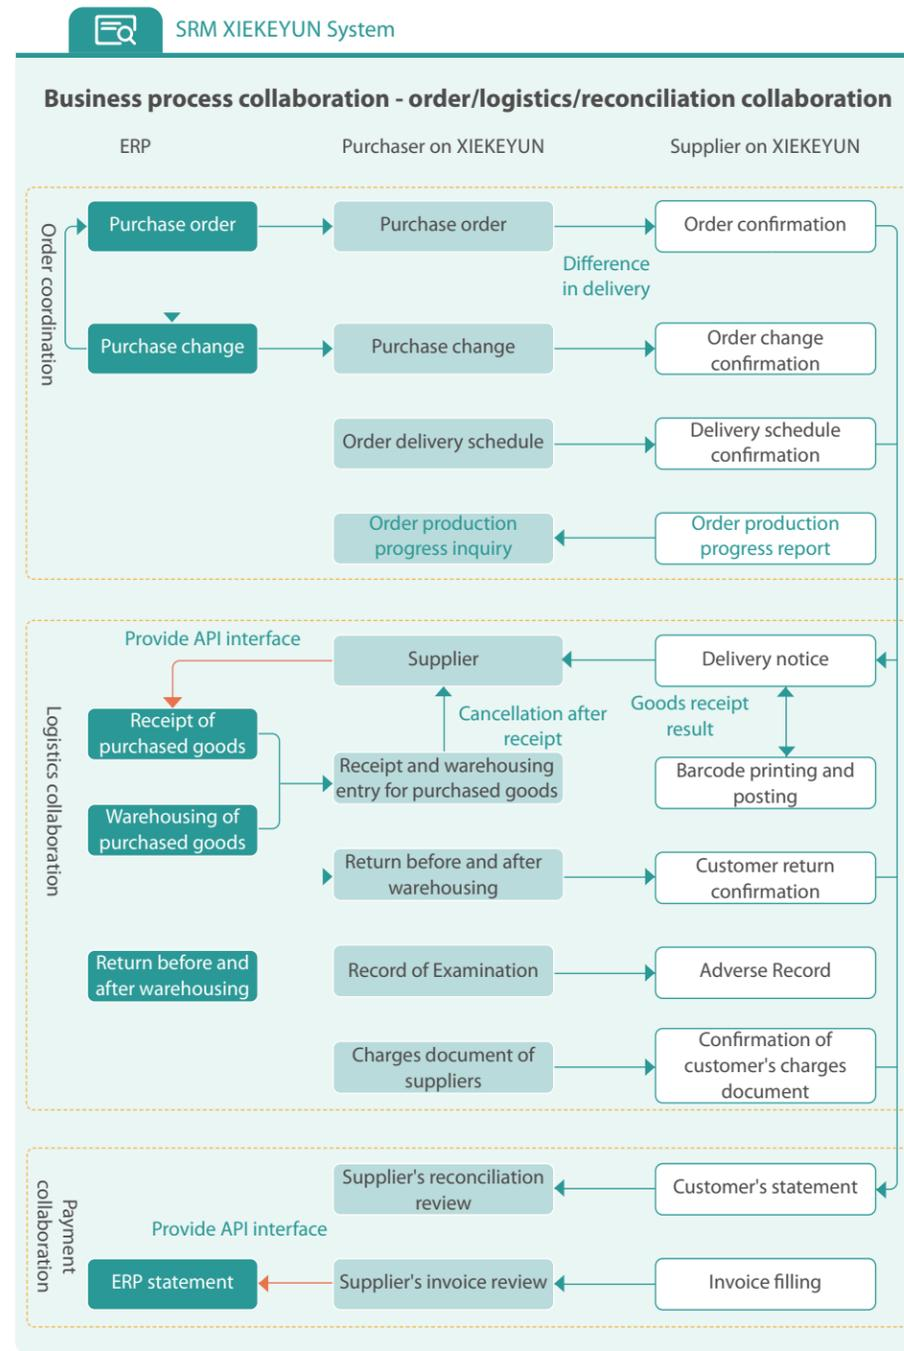 SRM XIEKEYUN System
Business process collaboration - order/logistics/reconciliation collaboration
ERP
Purchaser on XIEKEYUN
Supplier on XIEKEYUN
Order coordination
Purchase order
Purchase order
Order confirmation
Difference
in delivery
Purchase change
Purchase change
Order change
confirmation
Order delivery schedule
Delivery schedule
confirmation
Order production
progress inquiry
Order production
progress report
Logistics collaboration
Provide API interface
Supplier
Delivery notice
Receipt of
purchased goods
Cancellation after
receipt
Goods receipt
result
Receipt and warehousing
entry for purchased goods
Barcode printing and
posting
Warehousing of
purchased goods
Return before and after
warehousing
Customer return
confirmation
Return before and
after warehousing
Record of Examination
Adverse Record
Charges document of
suppliers
Confirmation of
customer's charges
document
Payment
collaboration
Supplier's reconciliation
review
Customer's statement
Provide API interface
ERP statement
Supplier's invoice review
Invoice filling